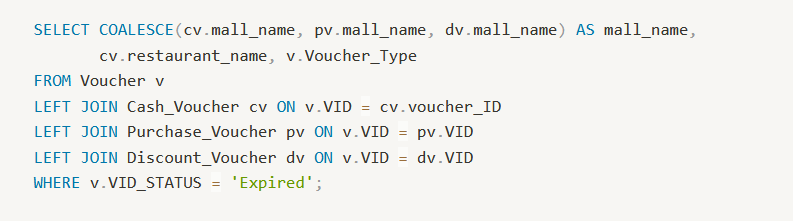 SELECT COALESCE(cv.mall_name, pv.mall_name, dv.mall_name) AS mall_name,
       cv.restaurant_name, v.Voucher_Type
FROM Voucher v
LEFT JOIN Cash_Voucher cv ON v.VID = cv.voucher_ID
LEFT JOIN Purchase_Voucher pv ON v.VID = pv.VID
LEFT JOIN Discount_Voucher dv ON v.VID = dv.VID
WHERE v.VID_STATUS = 'Expired';